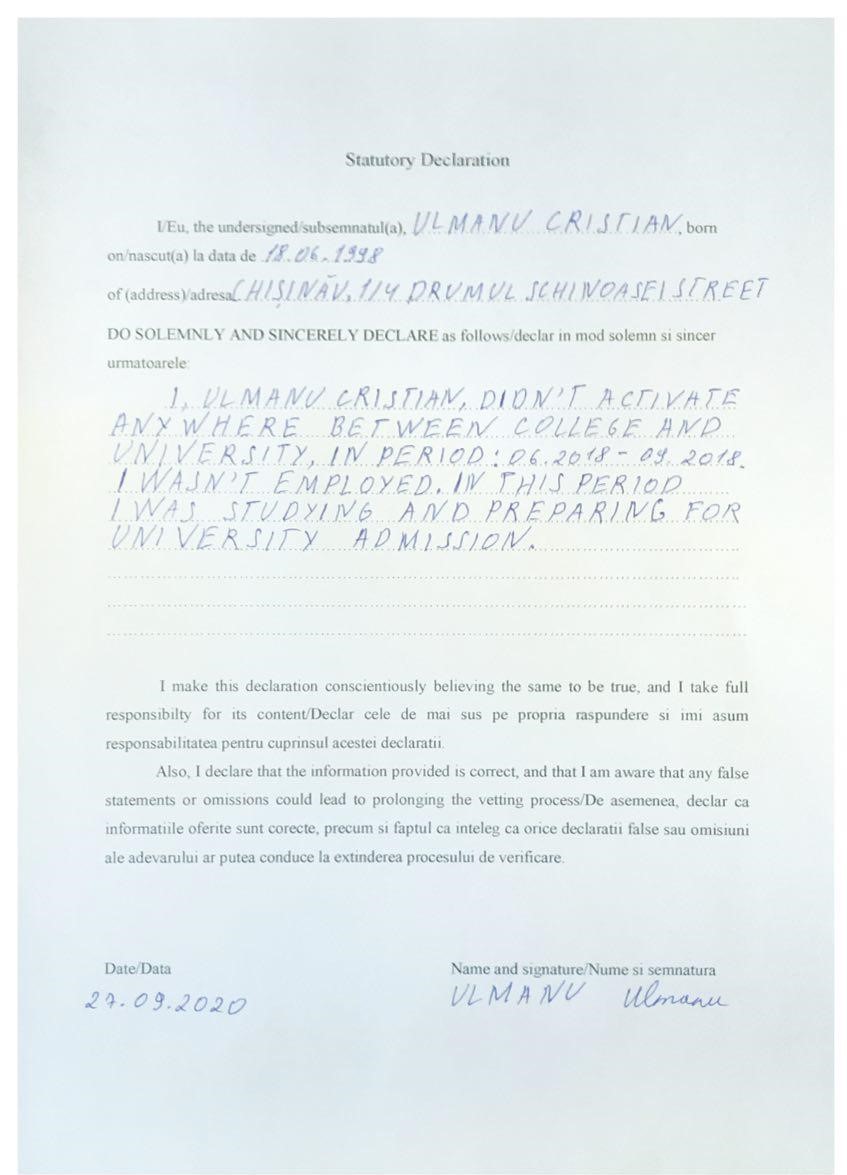 Statutory Declaration
I/Eu, the undersigned/subsemnatul(a), ULMANU CRISTIAN, born
on/nascut(a) la data de 18.06.1998
of (address)/adresa CHIȘINĂU, 1/4 DRUMUL SCHINOASEI STREET
DO SOLEMNLY AND SINCERELY DECLARE as follows/declar in mod solemn si sincer
urmatoarele:
I, ULMANU CRISTIAN, DIDN'T ACTIVATE
ANYWHERE BETWEEN COLLEGE AND
UNIVERSITY, IN PERIOD: 06.2018 - 09.2018.
I WASN'T EMPLOYED. IN THIS PERIOD
I WAS STUDYING AND PREPARING FOR
UNIVERSITY ADMISSION.
I make this declaration conscientiously believing the same to be true, and I take full
responsibilty for its content/Declar cele de mai sus pe propria raspundere si imi asum
responsabilitatea pentru cuprinsul acestei declaratii.
Also, I declare that the information provided is correct, and that I am aware that any false
statements or omissions could lead to prolonging the vetting process/De asemenea, declar ca
informatiile oferite sunt corecte, precum si faptul ca inteleg ca orice declaratii false sau omisiuni
ale adevarului ar putea conduce la extinderea procesului de verificare.
Date/Data Name and signature/Nume si semnatura
27.09.2020 ULMANU Ulmanu